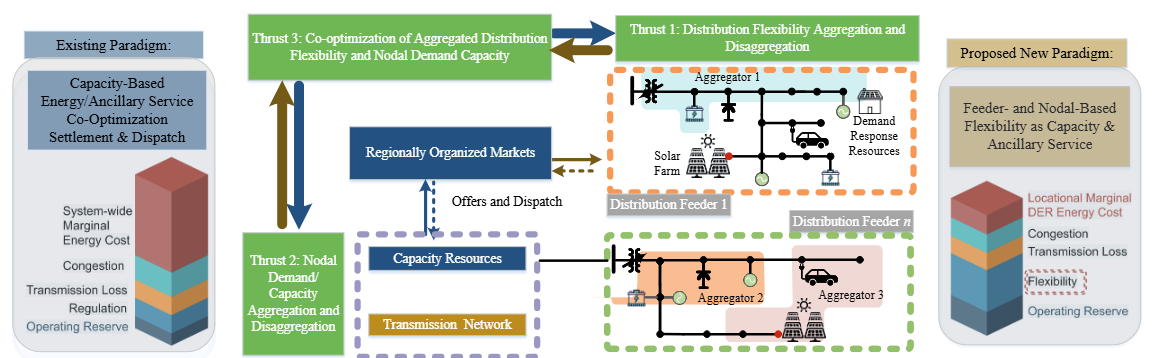 Existing Paradigm:
Capacity-Based
Energy/Ancillary Service
Co-Optimization
Settlement & Dispatch
System-wide
Marginal
Energy Cost
Congestion
Transmission Loss
Regulation
Operating Reserve
Thrust 3: Co-optimization of Aggregated Distribution
Flexibility and Nodal Demand Capacity
Thrust 1: Distribution Flexibility Aggregation and
Disaggregation
Regionally Organized Markets
Offers and Dispatch
Thrust 2: Nodal
Demand/
Capacity
Aggregation and
Disaggregation
Capacity Resources
Transmission Network
Aggregator 1
Demand
Response
Resources
Solar
Farm
Distribution Feeder 1
Distribution Feeder n
Aggregator 2
Aggregator 3
Proposed New Paradigm:
Feeder- and Nodal-Based
Flexibility as Capacity &
Ancillary Service
Locational Marginal
DER Energy Cost
Congestion
Transmission Loss
Flexibility
Operating Reserve